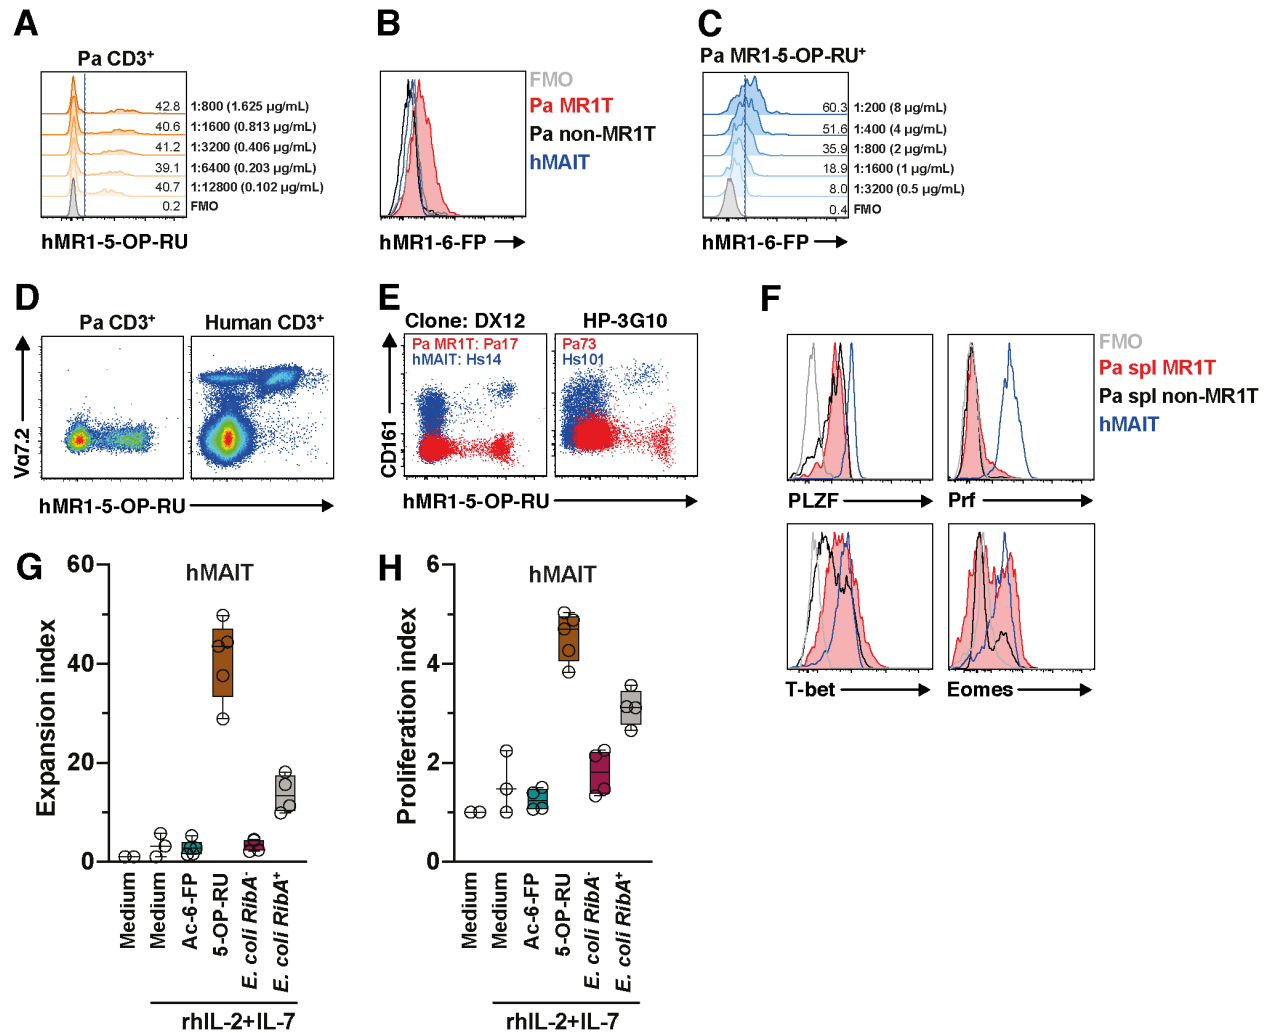 A
Pa CD3⁺
42.8 1:800 (1.625 µg/mL)
40.6 1:1600 (0.813 µg/mL)
41.2 1:3200 (0.406 µg/mL)
39.1 1:6400 (0.203 µg/mL)
40.7 1:12800 (0.102 µg/mL)
0.2 FMO
hMR1-5-OP-RU
B
FMO
Pa MR1T
Pa non-MR1T
hMAIT
hMR1-6-FP
C
Pa MR1-5-OP-RU⁺
60.3 1:200 (8 µg/mL)
51.6 1:400 (4 µg/mL)
35.9 1:800 (2 µg/mL)
18.9 1:1600 (1 µg/mL)
8.0 1:3200 (0.5 µg/mL)
0.4 FMO
hMR1-6-FP
D
Pa CD3⁺
Human CD3⁺
Vα7.2
hMR1-5-OP-RU
E
Clone: DX12
HP-3G10
Pa MR1T: Pa17
hMAIT: Hs14
Pa73
Hs101
CD161
hMR1-5-OP-RU
F
FMO
Pa spl MR1T
Pa spl non-MR1T
hMAIT
PLZF
Prf
T-bet
Eomes
G
hMAIT
Expansion index
60
40
20
0
Medium
Medium
Ac-6-FP
5-OP-RU
E. coli RibA⁻
E. coli RibA⁺
rhIL-2+IL-7
H
hMAIT
Proliferation index
6
4
2
0
Medium
Medium
Ac-6-FP
5-OP-RU
E. coli RibA⁻
E. coli RibA⁺
rhIL-2+IL-7